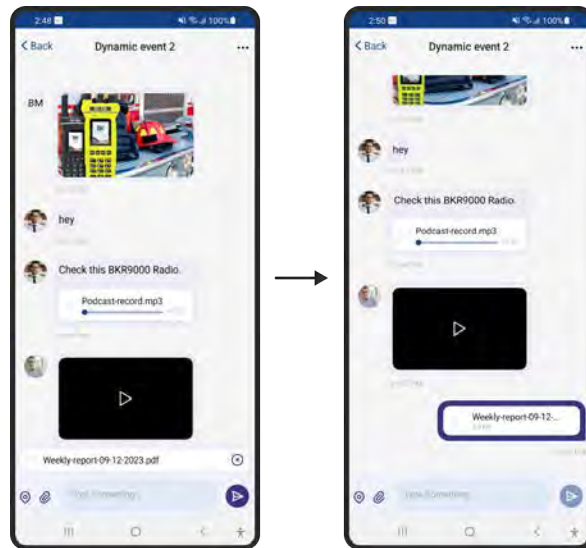 2:48
100%
< Back
Dynamic event 2
BM
hey
Check this BKR9000 Radio.
Podcast-record.mp3
Weekly-report-09-12-2023.pdf
2:50
100%
< Back
Dynamic event 2
hey
Check this BKR9000 Radio.
Podcast-record.mp3
Weekly-report-09-12-...